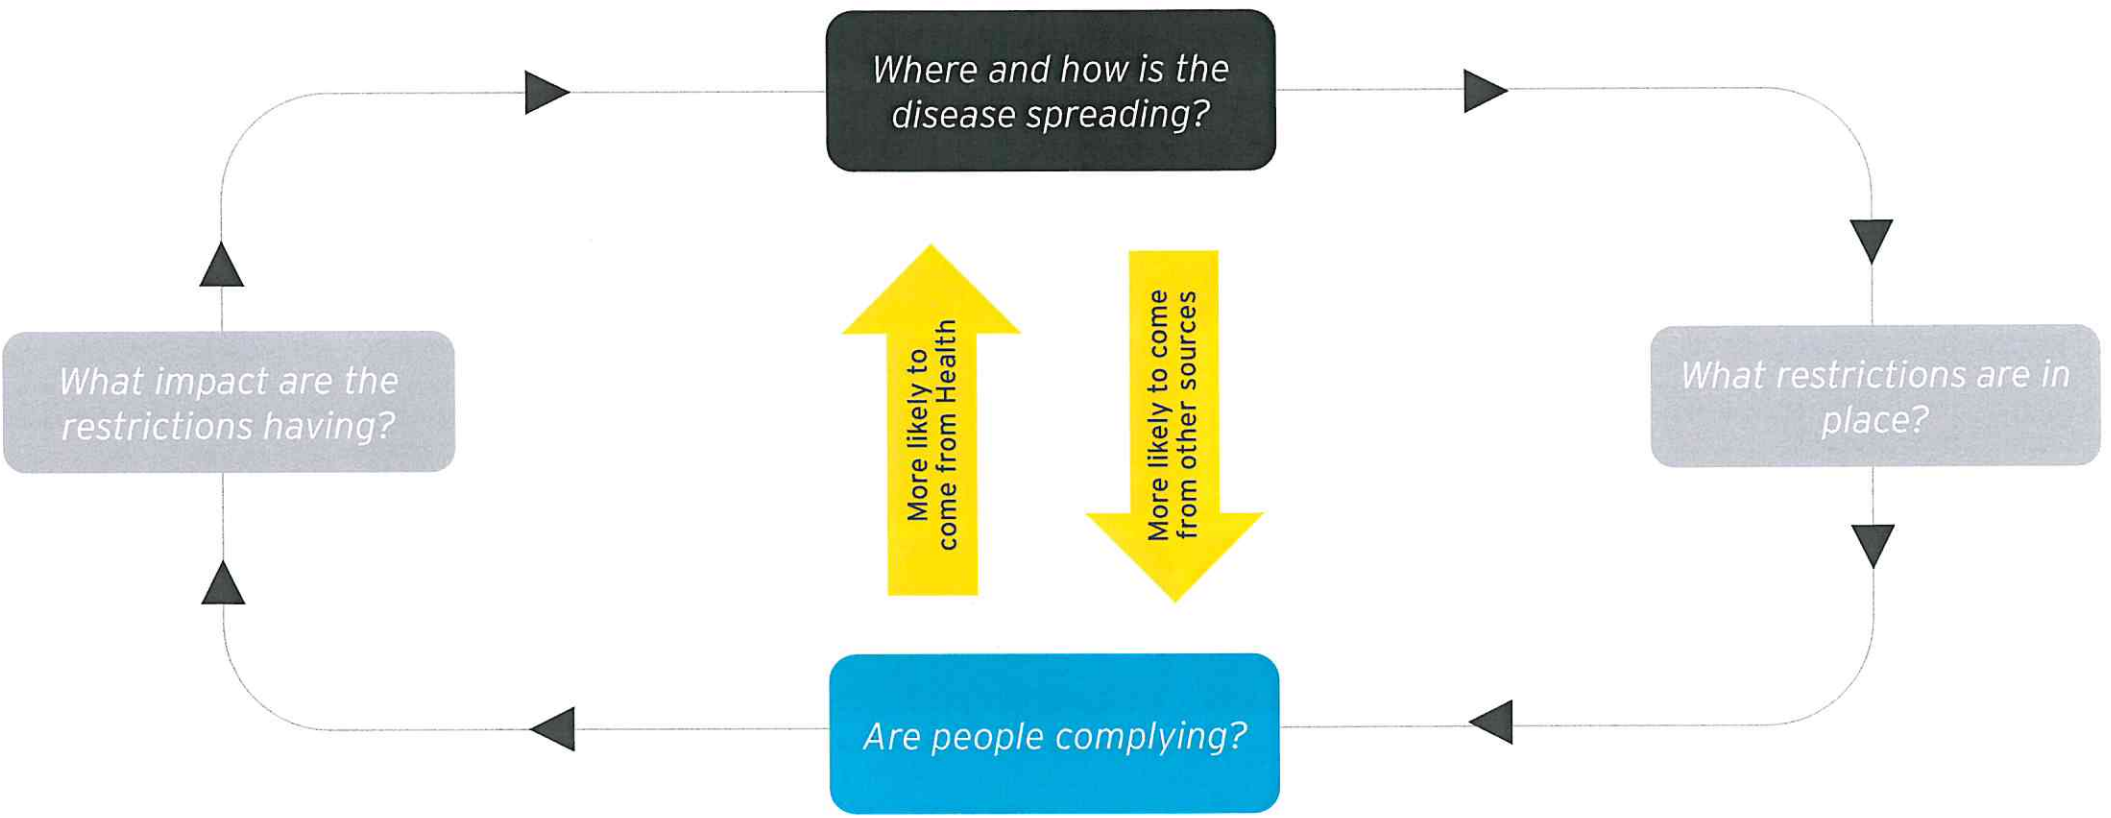 Where and how is the
disease spreading?
What impact are the
restrictions having?
More likely to
come from Health
More likely to come
from other sources
What restrictions are in
place?
Are people complying?